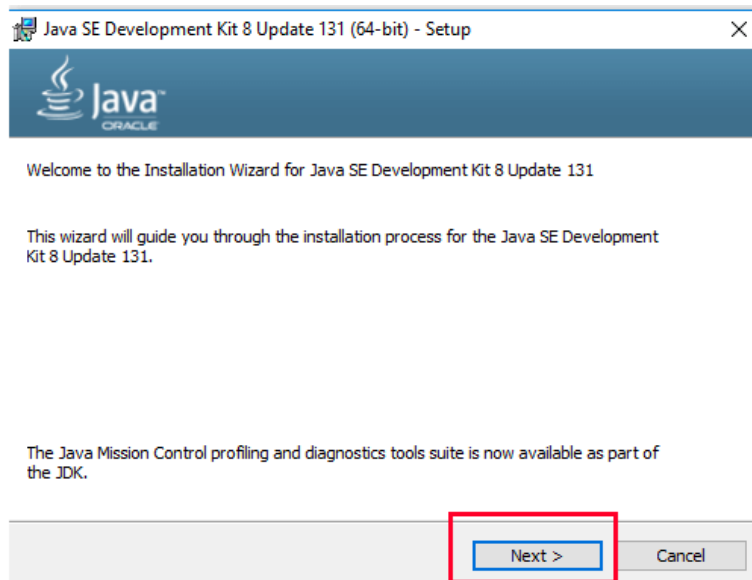 Java SE Development Kit 8 Update 131 (64-bit) - Setup
Java™
ORACLE
Welcome to the Installation Wizard for Java SE Development Kit 8 Update 131
This wizard will guide you through the installation process for the Java SE Development
Kit 8 Update 131.
The Java Mission Control profiling and diagnostics tools suite is now available as part of
the JDK.
Next >
Cancel